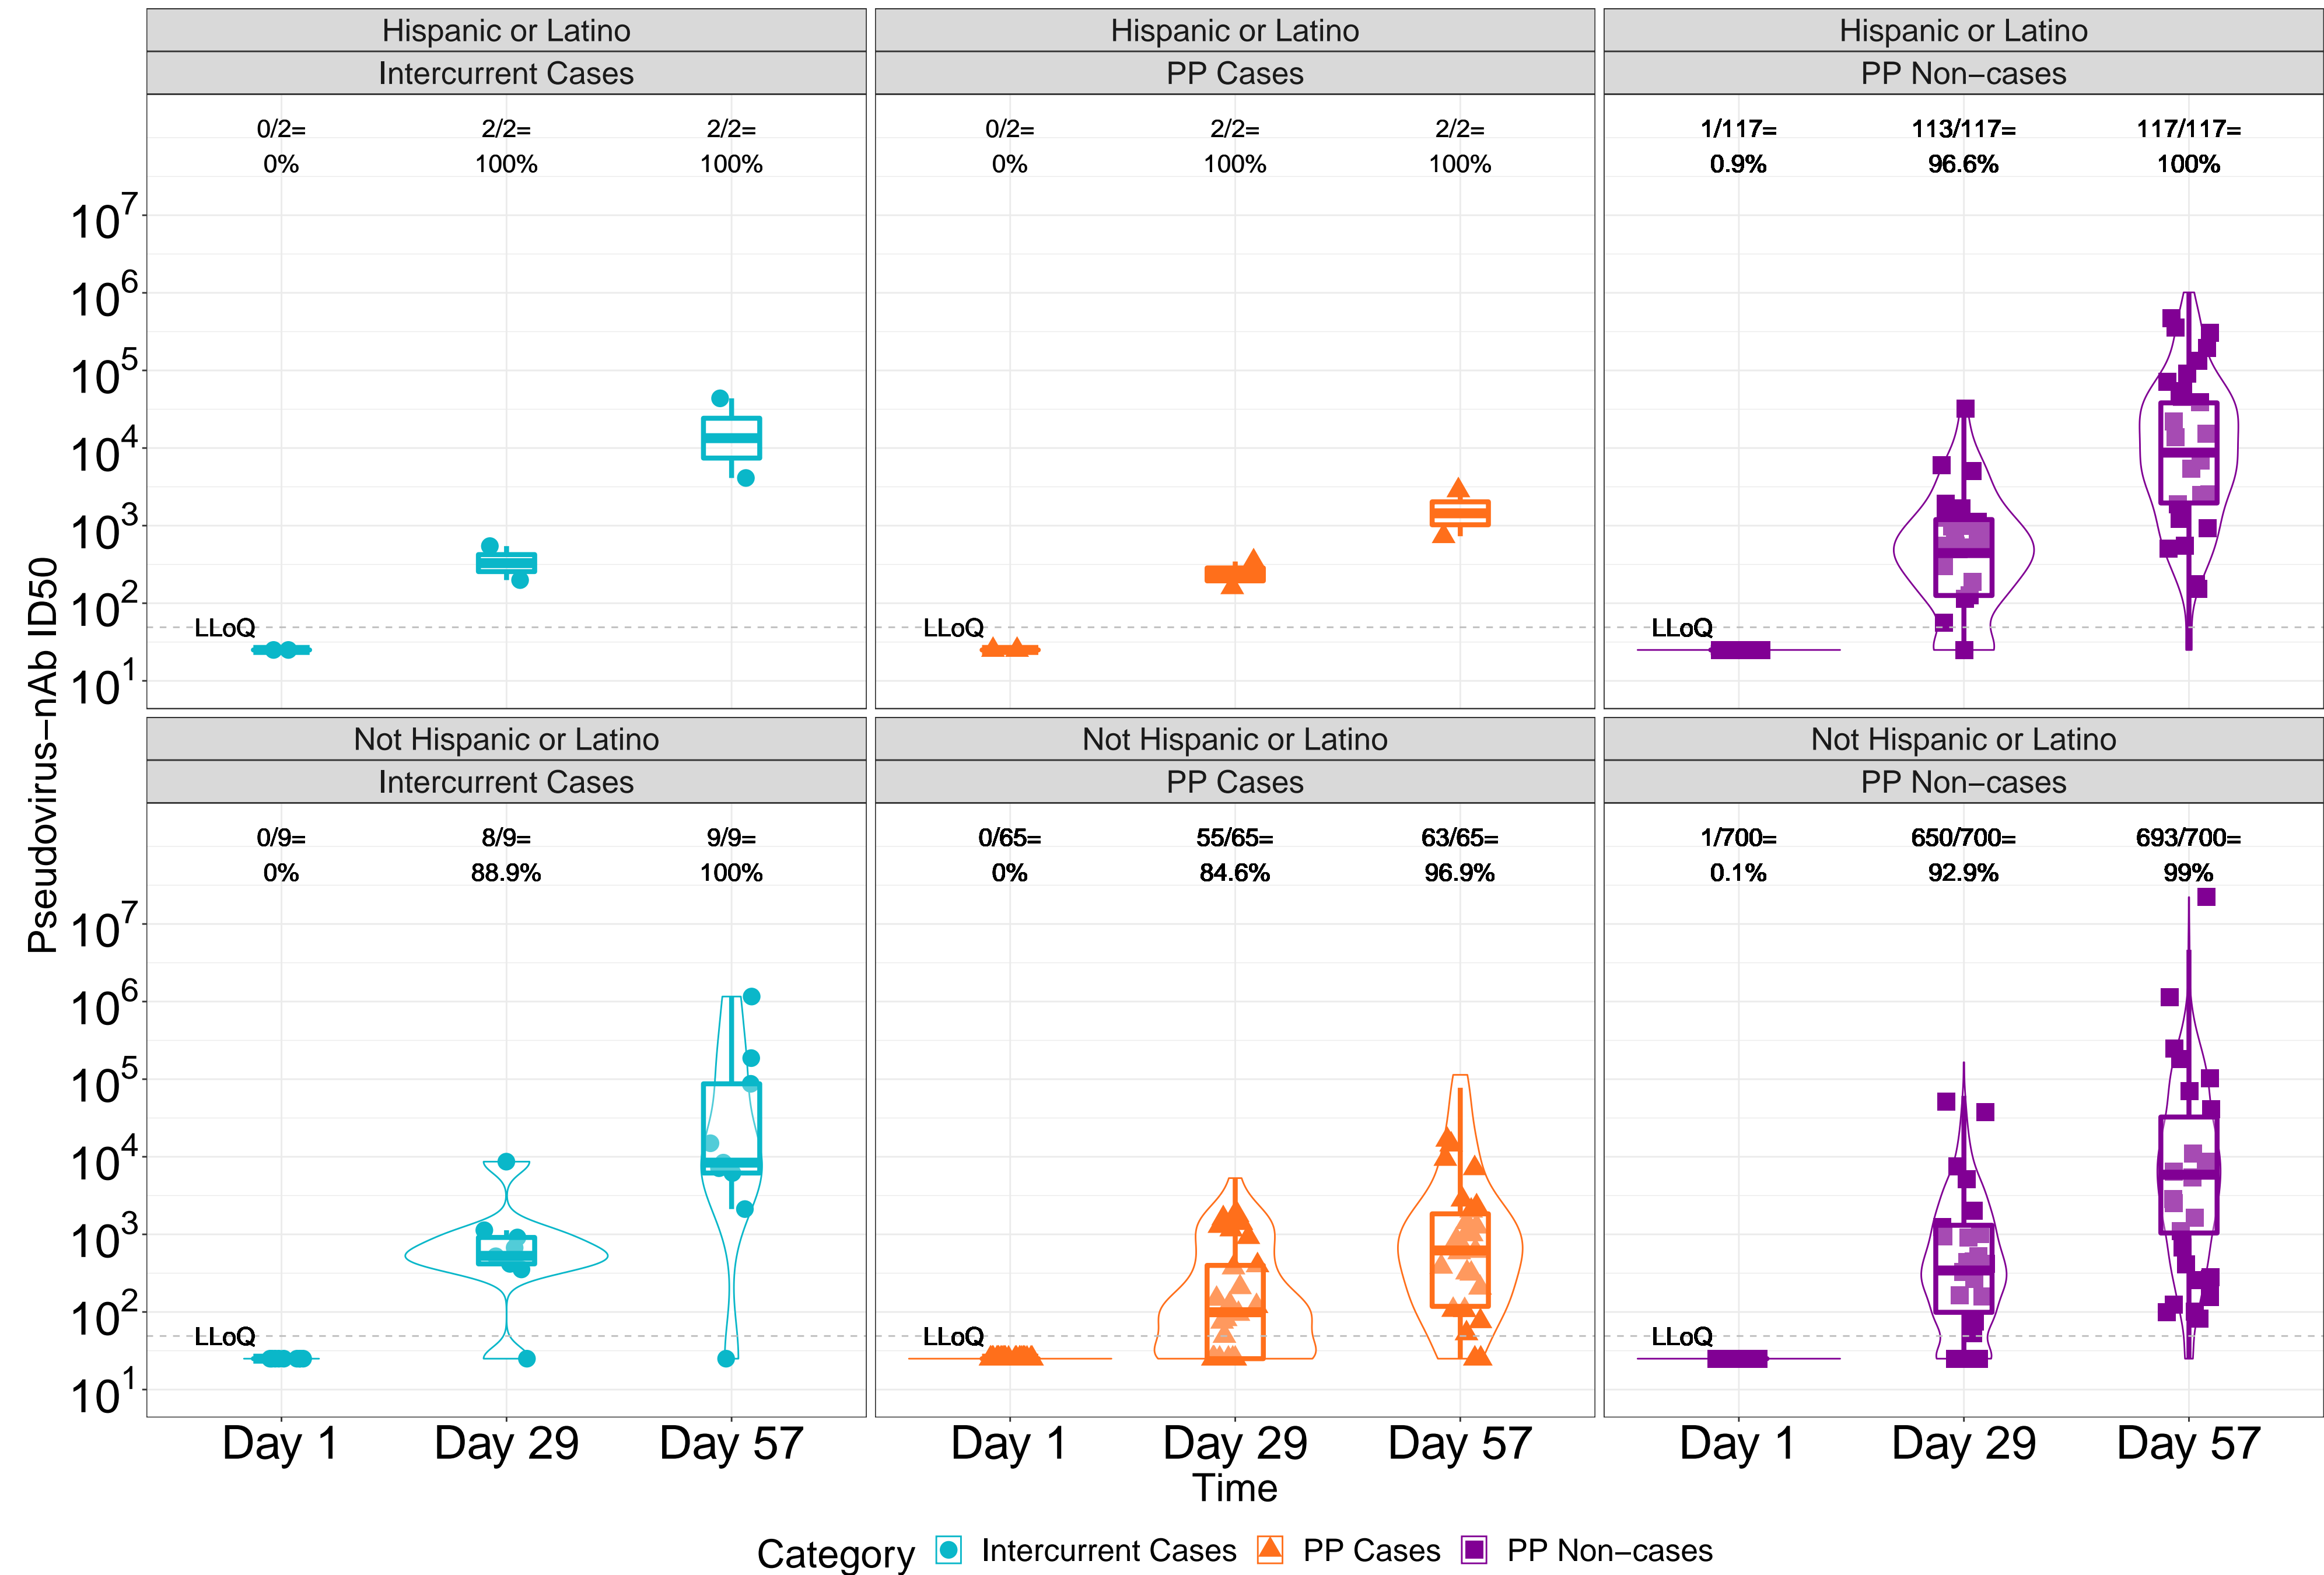 Hispanic or Latino
Intercurrent Cases
Hispanic or Latino
PP Cases
Hispanic or Latino
PP Non−cases
0/2=
0%
2/2=
100%
2/2=
100%
0/2=
0%
2/2=
100%
2/2=
100%
1/117=
0.9%
113/117=
96.6%
117/117=
100%
10^7
10^6
10^5
10^4
10^3
10^2
10^1
LLoQ
LLoQ
LLoQ
Pseudovirus−nAb ID50
Not Hispanic or Latino
Intercurrent Cases
Not Hispanic or Latino
PP Cases
Not Hispanic or Latino
PP Non−cases
0/9=
0%
8/9=
88.9%
9/9=
100%
0/65=
0%
55/65=
84.6%
63/65=
96.9%
1/700=
0.1%
650/700=
92.9%
693/700=
99%
10^7
10^6
10^5
10^4
10^3
10^2
10^1
LLoQ
LLoQ
LLoQ
Day 1 Day 29 Day 57
Day 1 Day 29 Day 57
Day 1 Day 29 Day 57
Time
Category Intercurrent Cases PP Cases PP Non−cases